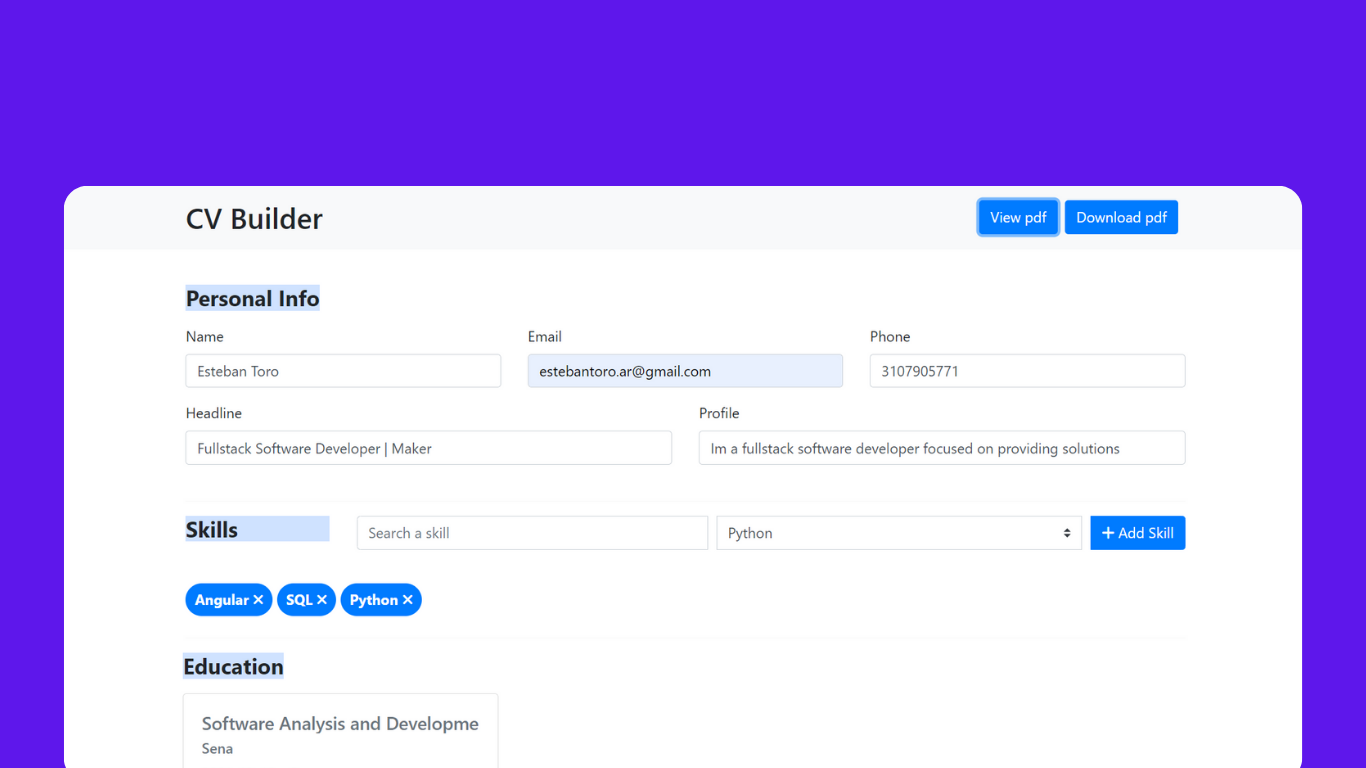 CV Builder
View pdf
Download pdf
Personal Info
Name
Email
Phone
Esteban Toro
estebantoro.ar@gmail.com
3107905771
Headline
Profile
Fullstack Software Developer | Maker
Im a fullstack software developer focused on providing solutions
Skills
Search a skill
Python
+ Add Skill
Angular ✕
SQL ✕
Python ✕
Education
Software Analysis and Developme
Sena